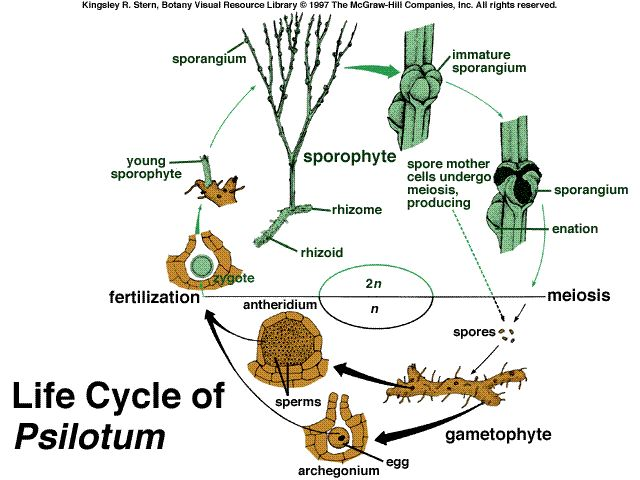 Kingsley R. Stern, Botany Visual Resource Library © 1997 The McGraw-Hill Companies, Inc. All rights reserved.
sporangium
immature
sporangium
young
sporophyte
sporophyte
spore mother
cells undergo
meiosis,
producing
sporangium
rhizome
enation
rhizoid
zygote
2n
fertilization
meiosis
antheridium
n
spores
Life Cycle of
Psilotum
sperms
gametophyte
egg
archegonium